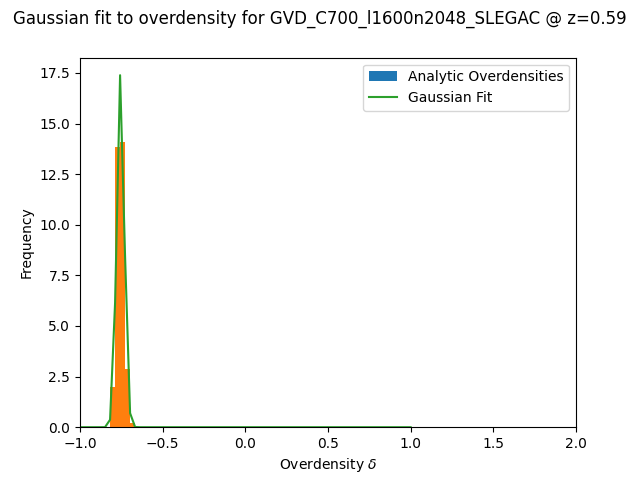 Gaussian fit to overdensity for GVD_C700_l1600n2048_SLEGAC @ z=0.59
Analytic Overdensities
Gaussian Fit
Frequency
17.5
15.0
12.5
10.0
7.5
5.0
2.5
0.0
−1.0 −0.5 0.0 0.5 1.0 1.5 2.0
Overdensity δ